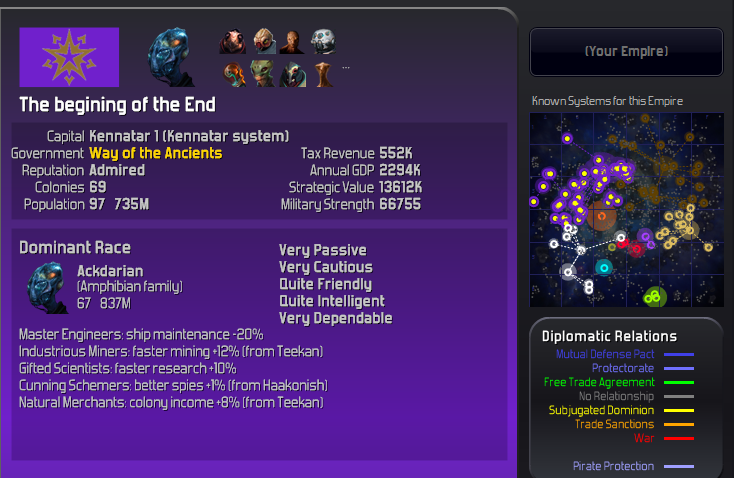 The begining of the End
Capital Kennatar 1 (Kennatar system)
Government Way of the Ancients
Reputation Admired
Colonies 69
Population 97 735M
Tax Revenue 552K
Annual GDP 2294K
Strategic Value 13612K
Military Strength 66755
...
Dominant Race
Ackdarian
(Amphibian family)
67 837M
Very Passive
Very Cautious
Quite Friendly
Quite Intelligent
Very Dependable
Master Engineers: ship maintenance -20%
Industrious Miners: faster mining +12% (from Teekan)
Gifted Scientists: faster research +10%
Cunning Schemers: better spies +1% (from Haakonish)
Natural Merchants: colony income +8% (from Teekan)
(Your Empire)
Known Systems for this Empire
Diplomatic Relations
Mutual Defense Pact
Protectorate
Free Trade Agreement
No Relationship
Subjugated Dominion
Trade Sanctions
War
Pirate Protection